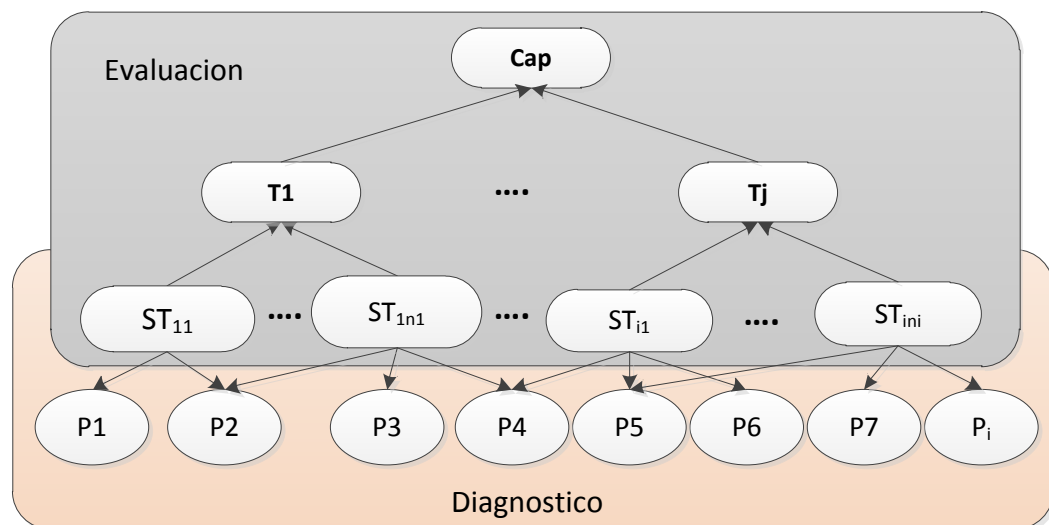 Cap
Evaluacion
T1 .... Tj
ST11 .... ST1n1 .... STi1 .... STini
P1 P2 P3 P4 P5 P6 P7 Pi
Diagnostico